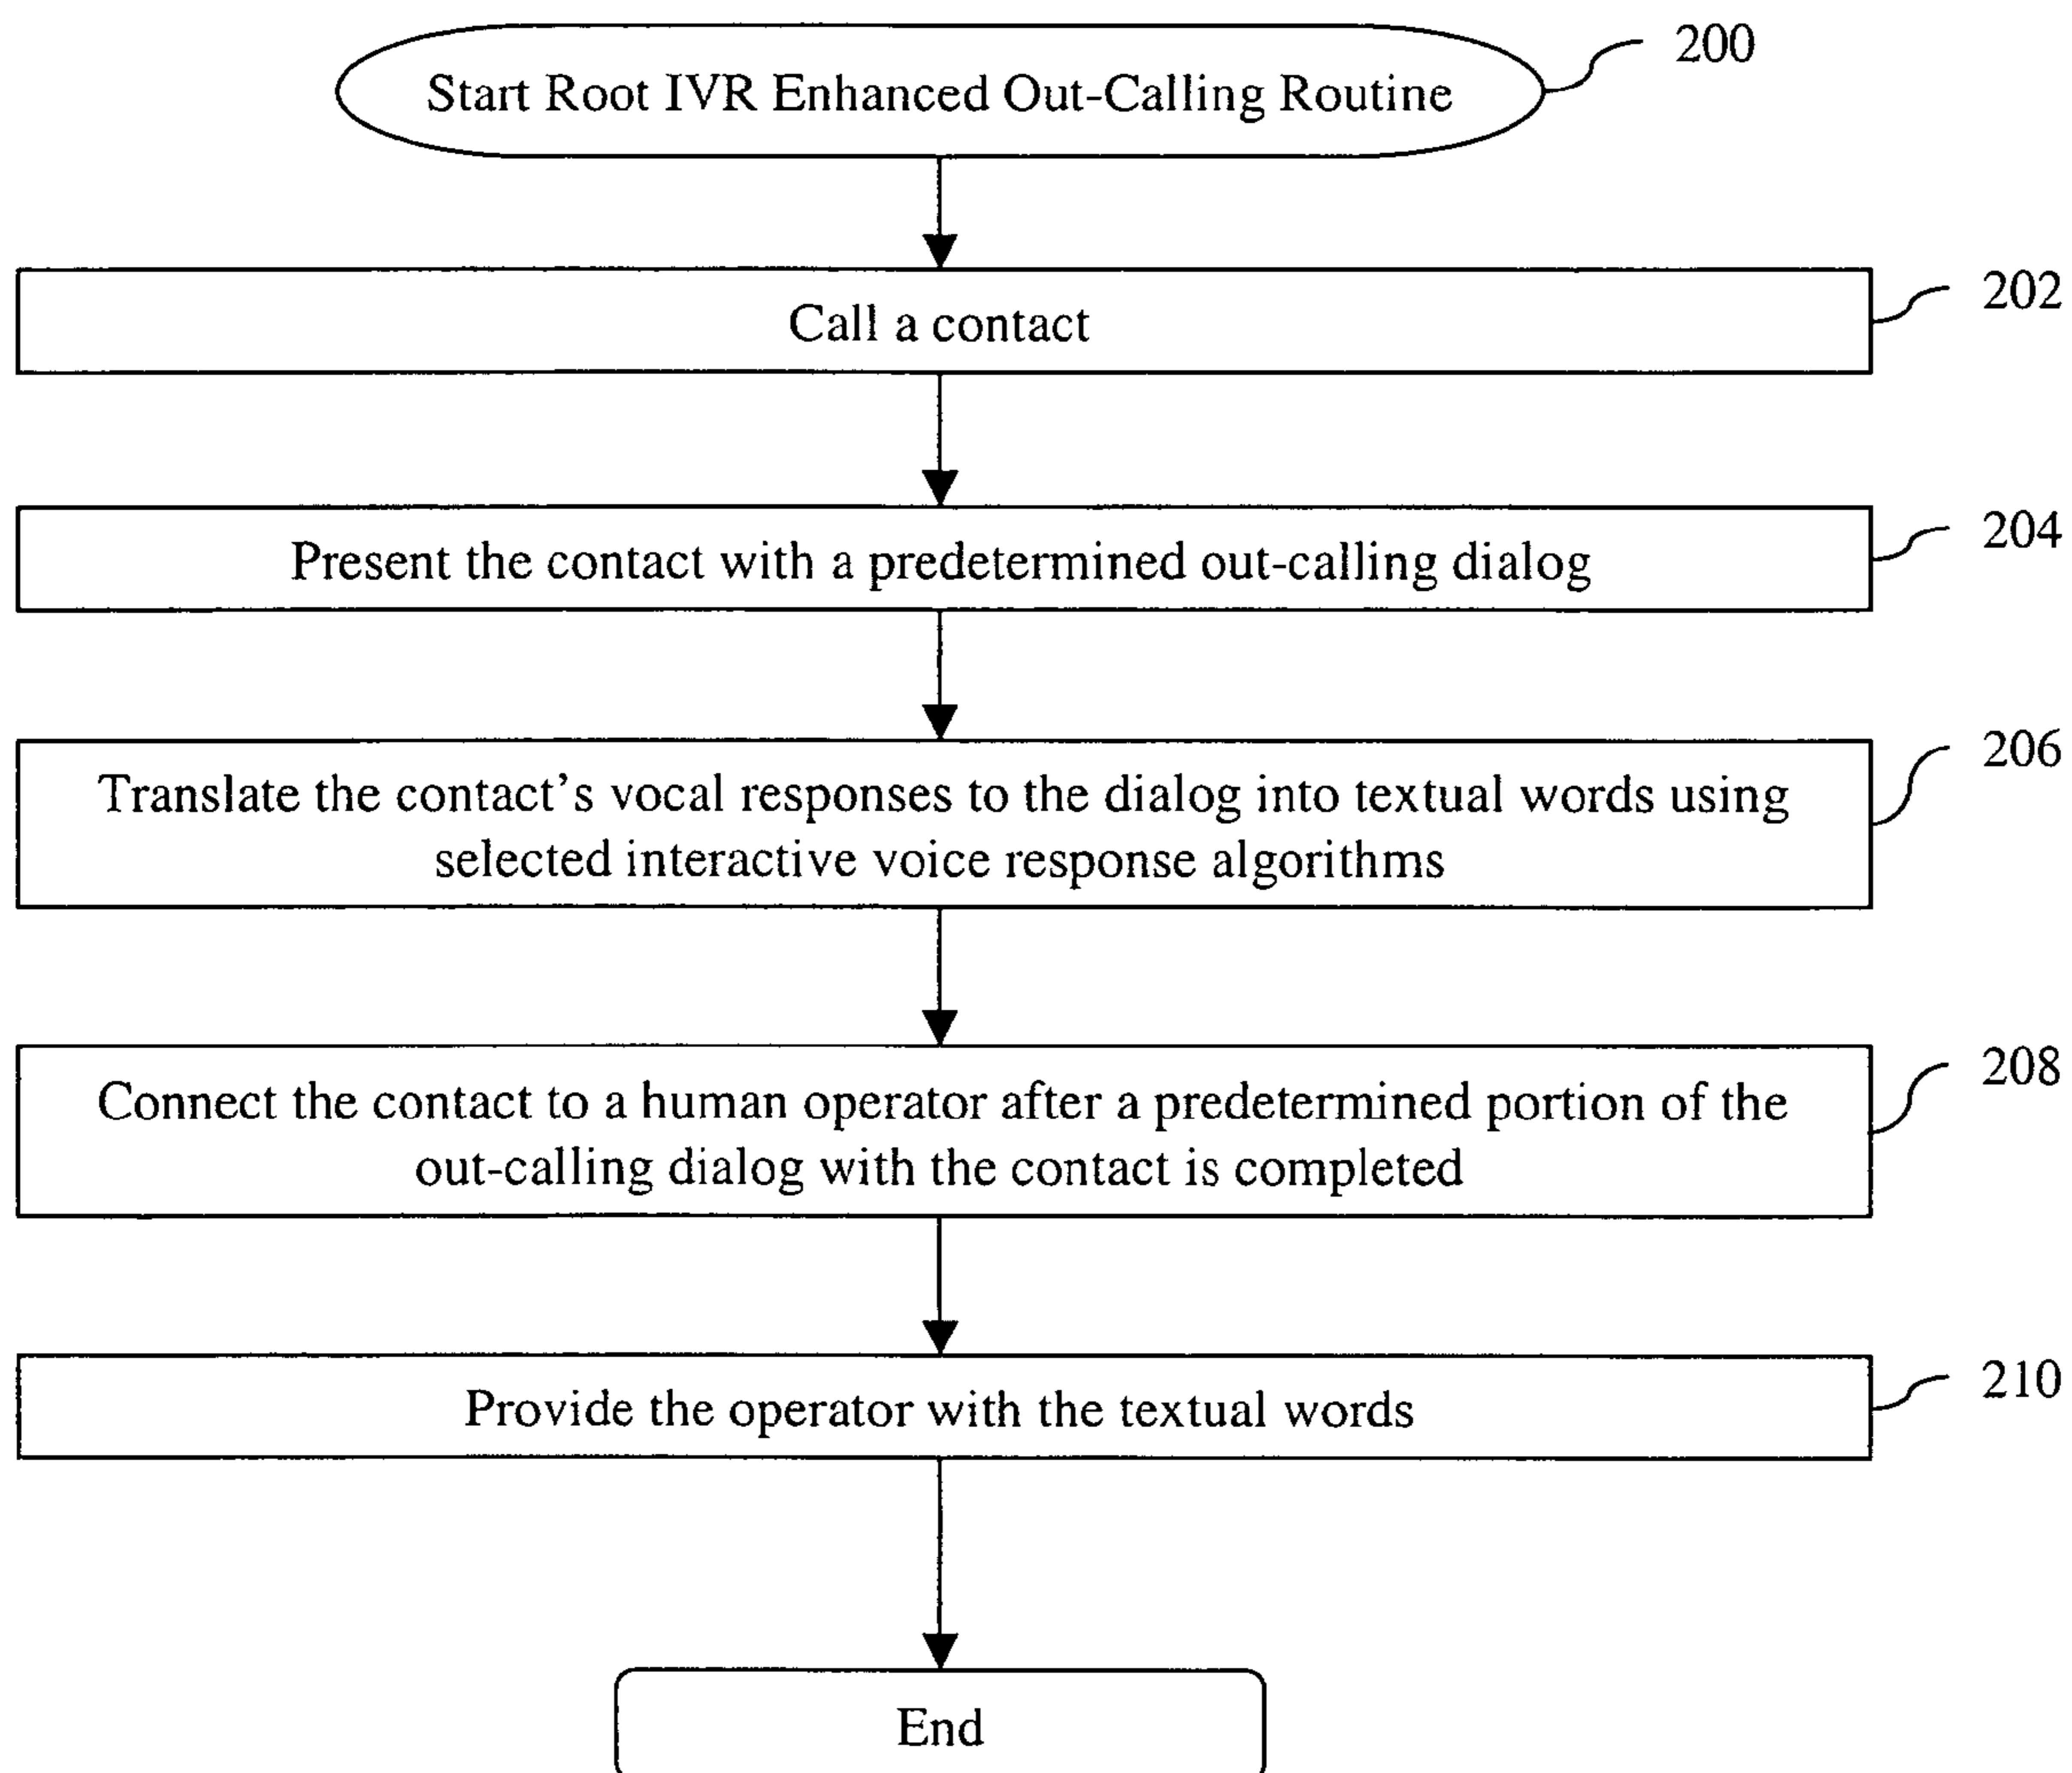 Start Root IVR Enhanced Out-Calling Routine
200
Call a contact
202
Present the contact with a predetermined out-calling dialog
204
Translate the contact's vocal responses to the dialog into textual words using
selected interactive voice response algorithms
206
Connect the contact to a human operator after a predetermined portion of the
out-calling dialog with the contact is completed
208
Provide the operator with the textual words
210
End